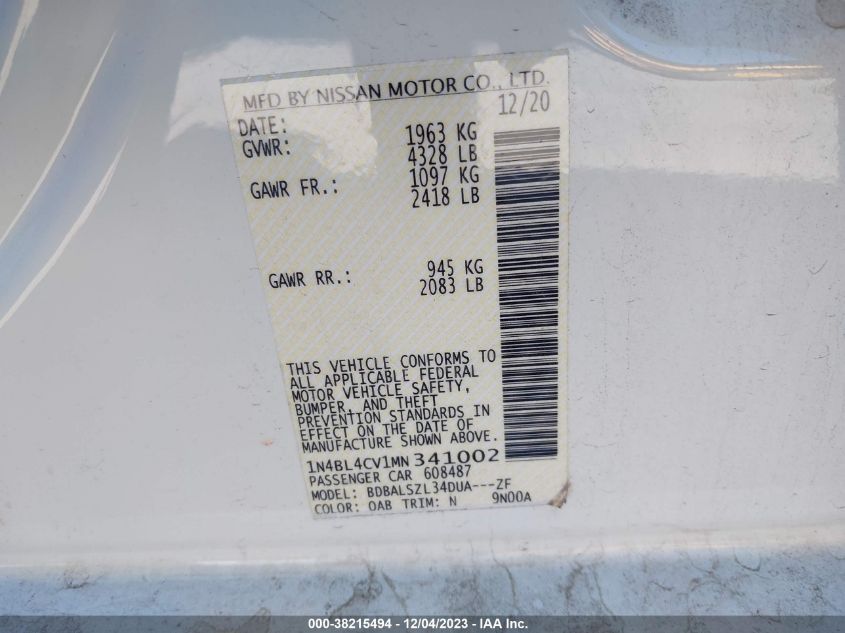 MFD BY NISSAN MOTOR CO., LTD.
DATE: 12/20
GVWR: 1963 KG
4328 LB
GAWR FR.: 1097 KG
2418 LB
GAWR RR.: 945 KG
2083 LB
THIS VEHICLE CONFORMS TO
ALL APPLICABLE FEDERAL
MOTOR VEHICLE SAFETY,
BUMPER, AND THEFT
PREVENTION STANDARDS IN
EFFECT ON THE DATE OF
MANUFACTURE SHOWN ABOVE.
1N4BL4CV1MN 341002
PASSENGER CAR 608487
MODEL: BDBALSZL34DUA---ZF
COLOR: OAB TRIM: N 9N00A
000-38215494 - 12/04/2023 - IAA Inc.